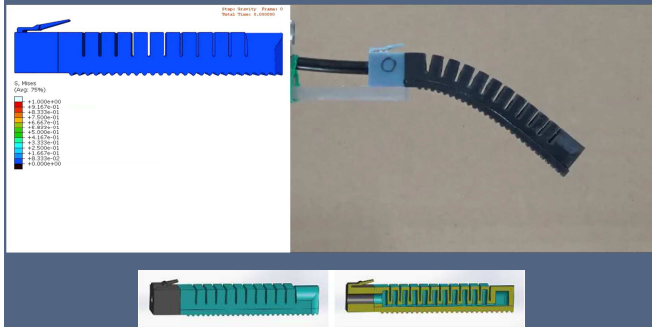 Step: Gravity Frame: 0
Total Time: 0.000000
S, Mises
(Avg: 75%)
+1.000e+00
+9.167e-01
+8.333e-01
+7.500e-01
+6.667e-01
+5.833e-01
+5.000e-01
+4.167e-01
+3.333e-01
+2.500e-01
+1.667e-01
+8.333e-02
+0.000e+00